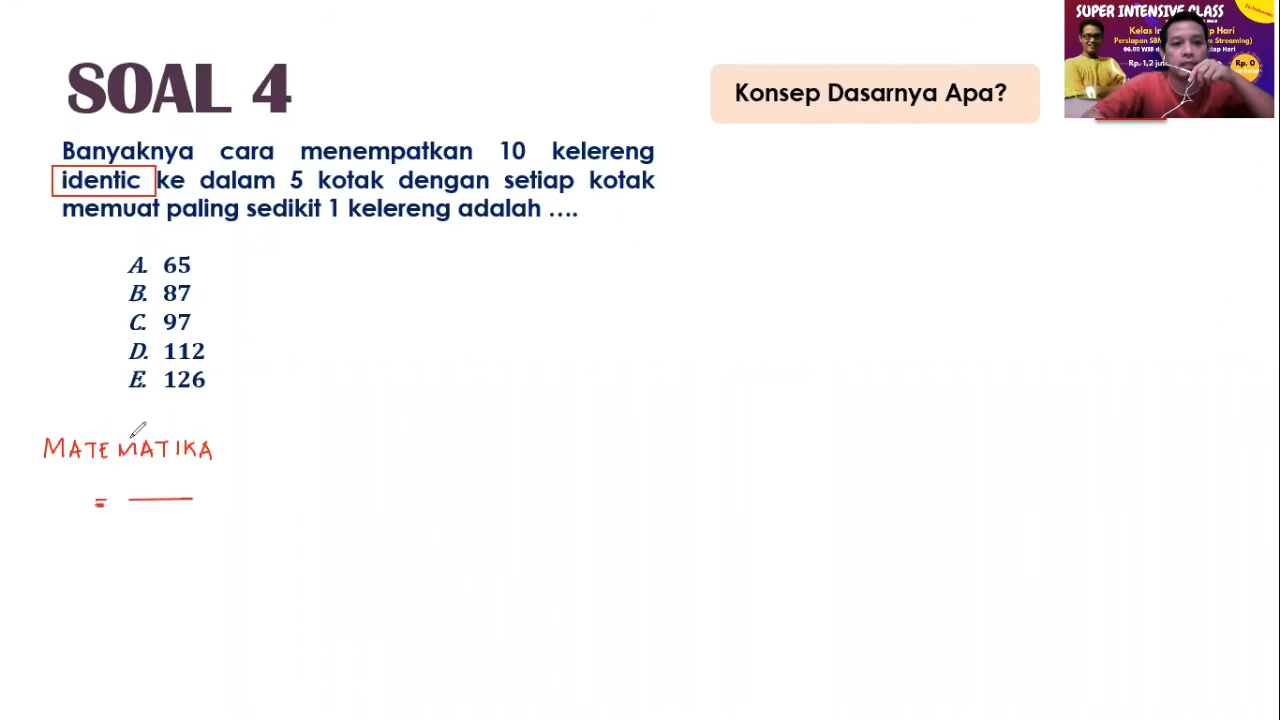 SUPER INTENSIVE CLASS
SOAL 4
Konsep Dasarnya Apa?
Banyaknya cara menempatkan 10 kelereng
identic ke dalam 5 kotak dengan setiap kotak
memuat paling sedikit 1 kelereng adalah ....
A. 65
B. 87
C. 97
D. 112
E. 126
MATEMATIKA
=